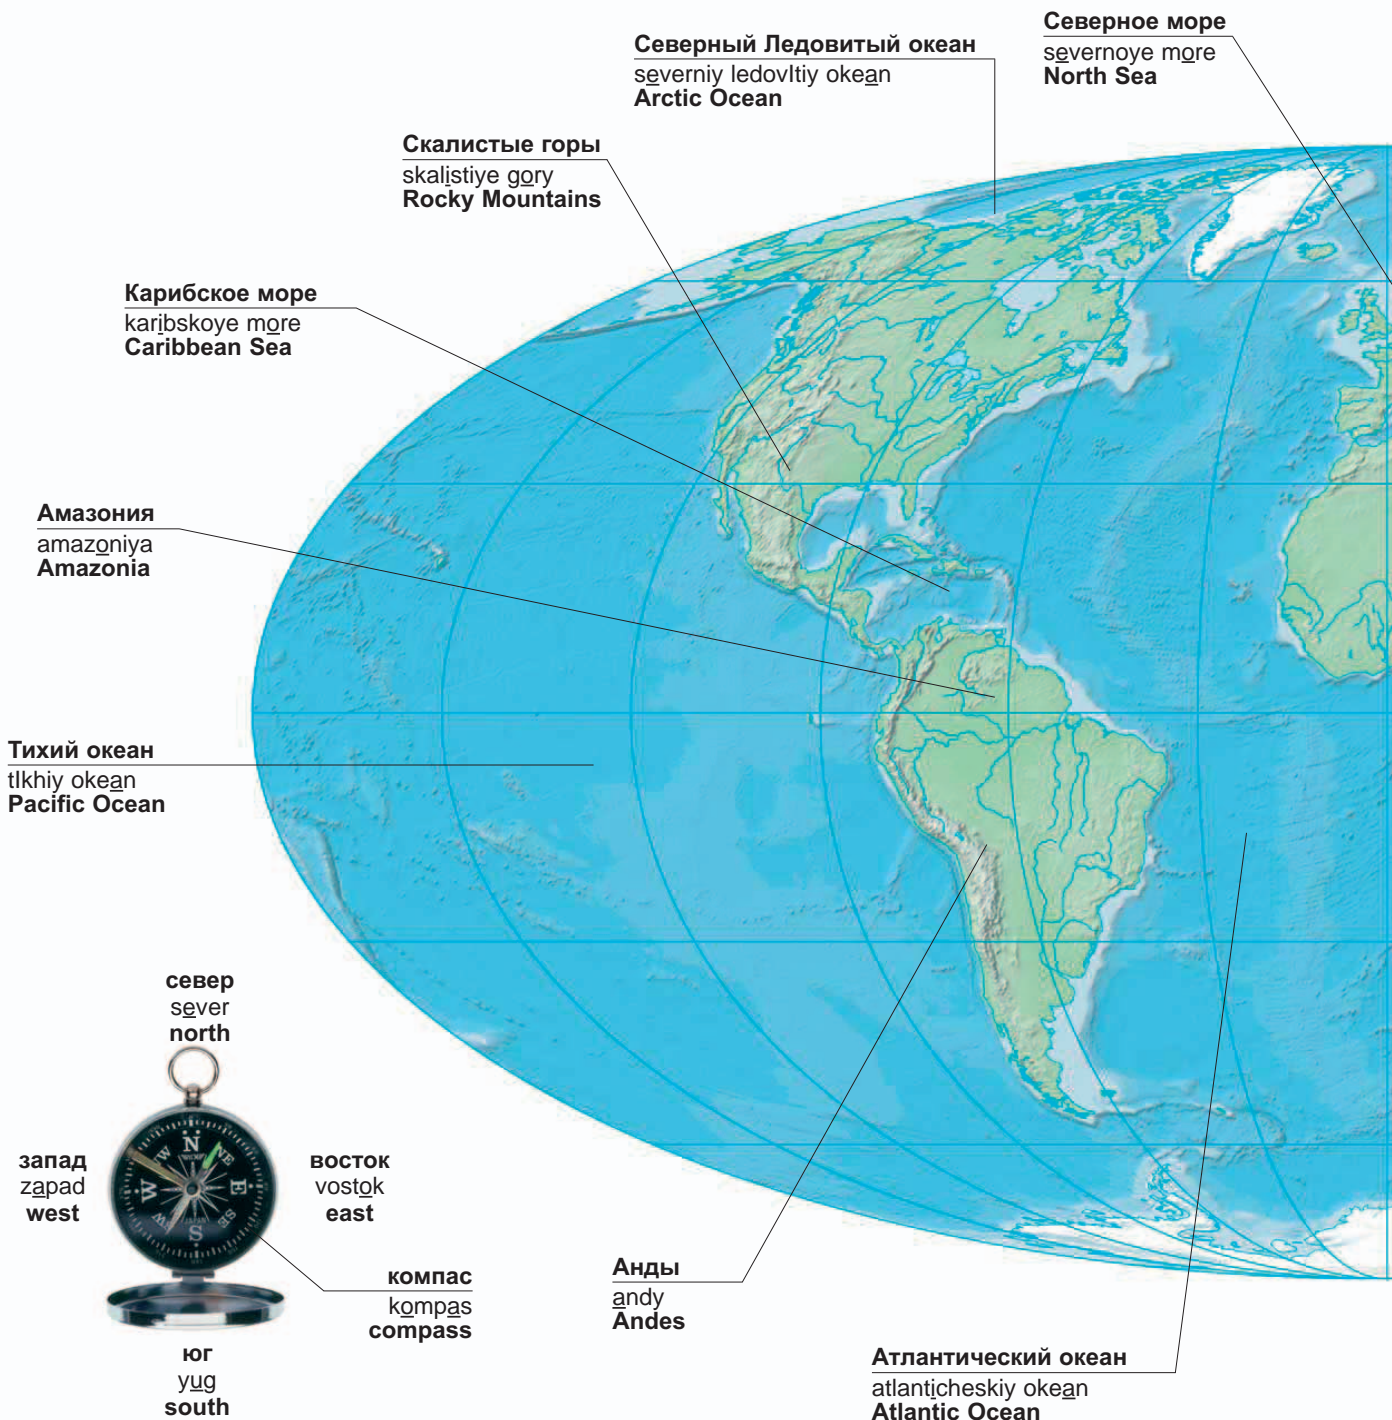 Северное море
severnoye more
North Sea
Северный Ледовитый океан
severniy ledovItiy okean
Arctic Ocean
Скалистые горы
skalistiye gory
Rocky Mountains
Карибское море
karibskoye more
Caribbean Sea
Амазония
amazoniya
Amazonia
Тихий океан
tIkhiy okean
Pacific Ocean
север
sever
north
запад
zapad
west
N
NE
E
SE
S
W
JAPAN
восток
vostok
east
компас
kompas
compass
юг
yug
south
Анды
andy
Andes
Атлантический океан
atlanticheskiy okean
Atlantic Ocean